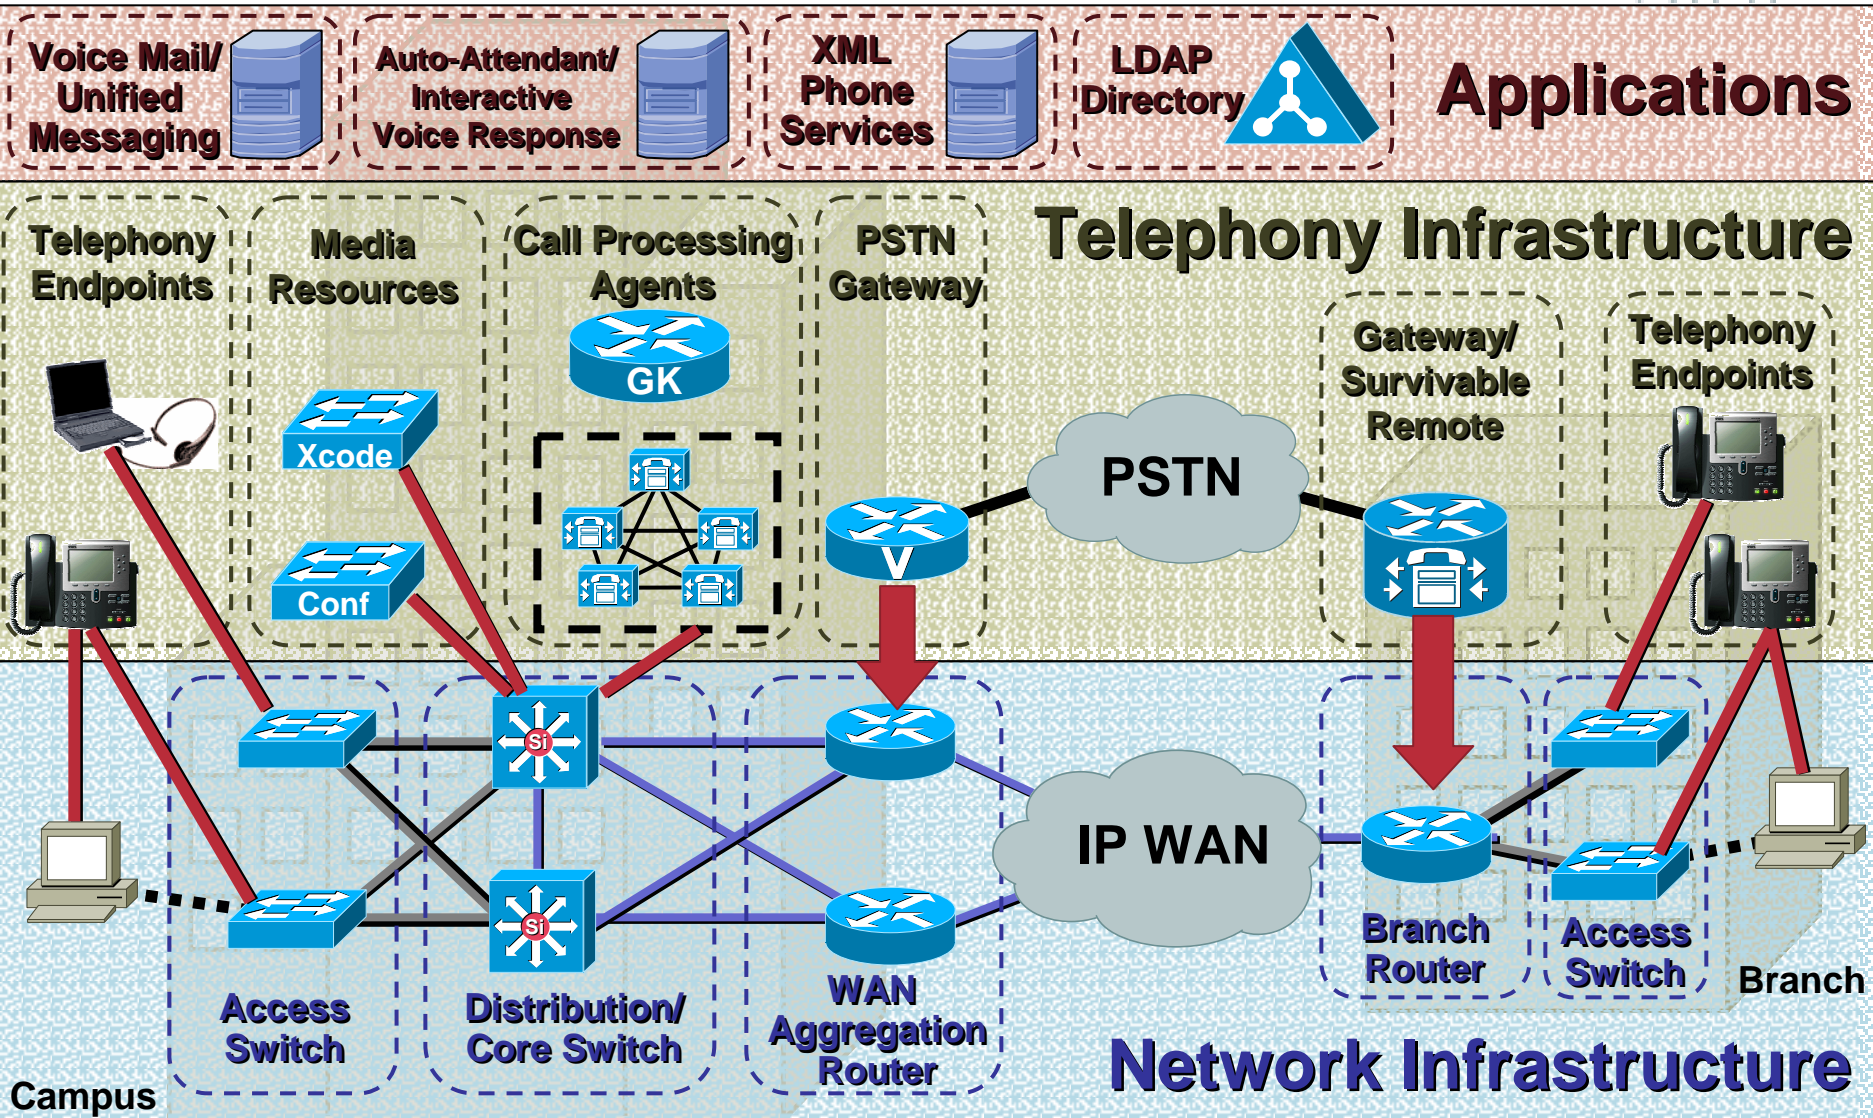 Voice Mail/
Unified
Messaging
Auto-Attendant/
Interactive
Voice Response
XML
Phone
Services
LDAP
Directory
Applications
Telephony
Endpoints
Media
Resources
Call Processing
Agents
PSTN
Gateway
Telephony Infrastructure
Gateway/
Survivable
Remote
Telephony
Endpoints
GK
Xcode
Conf
V
PSTN
Si
Si
IP WAN
Access
Switch
Distribution/
Core Switch
WAN
Aggregation
Router
Branch
Router
Access
Switch
Branch
Network Infrastructure
Campus